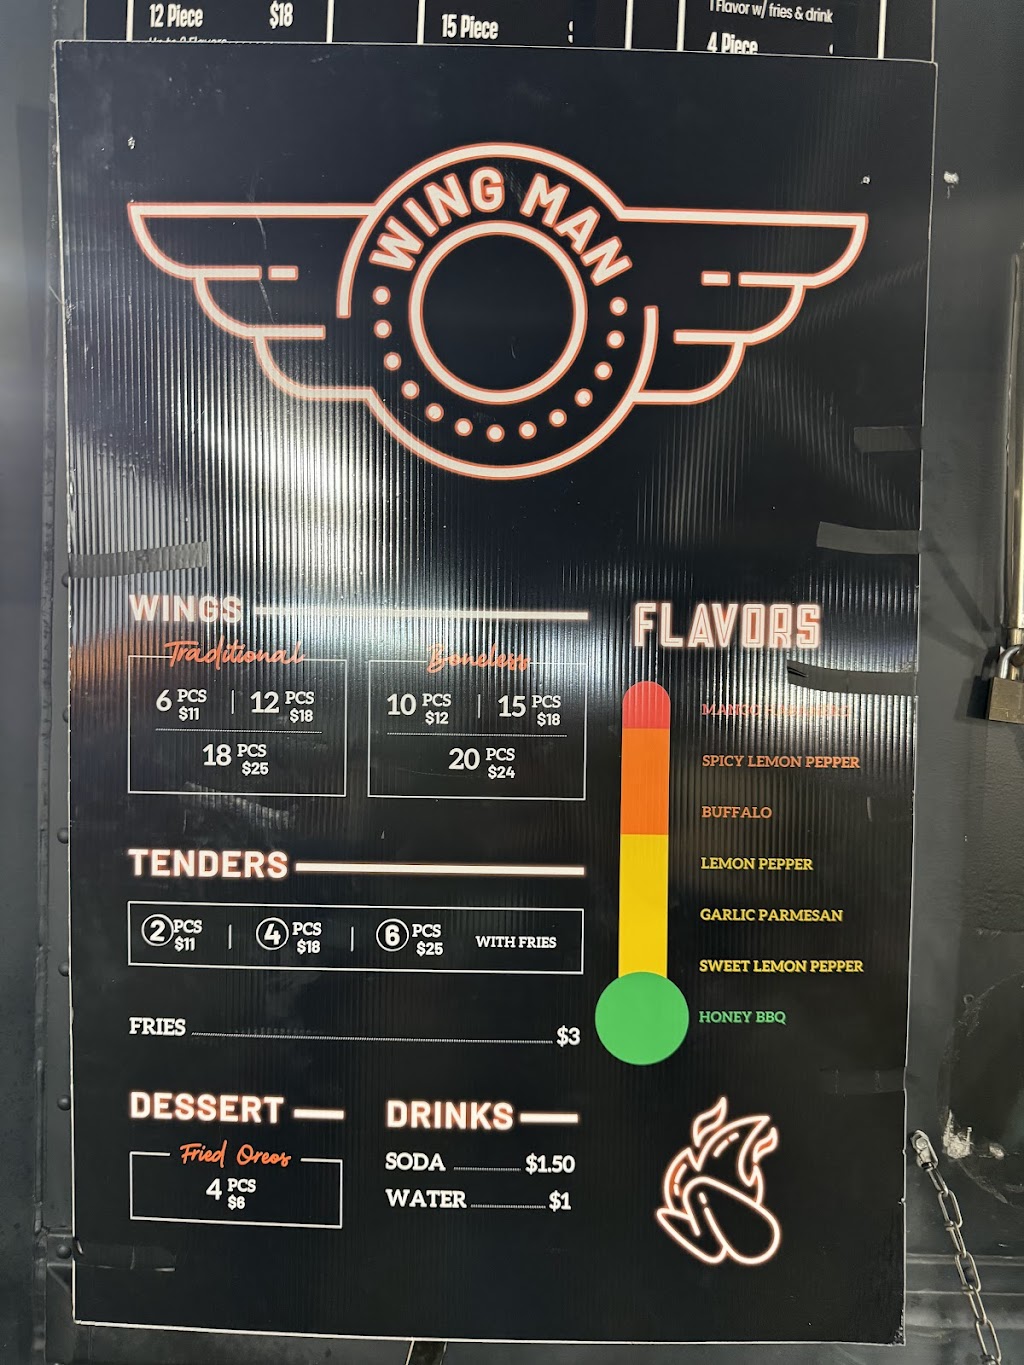 12 Piece $18
15 Piece
1 Flavor w/ fries & drink
4 Piece
WING MAN
WINGS
Traditional
6 PCS $11 | 12 PCS $18
18 PCS $25
Boneless
10 PCS $12 | 15 PCS $18
20 PCS $24
TENDERS
2 PCS $11 | 4 PCS $18 | 6 PCS $25 WITH FRIES
FRIES $3
DESSERT
Fried Oreos
4 PCS $6
DRINKS
SODA $1.50
WATER $1
FLAVORS
MANGO HABANERO
SPICY LEMON PEPPER
BUFFALO
LEMON PEPPER
GARLIC PARMESAN
SWEET LEMON PEPPER
HONEY BBQ